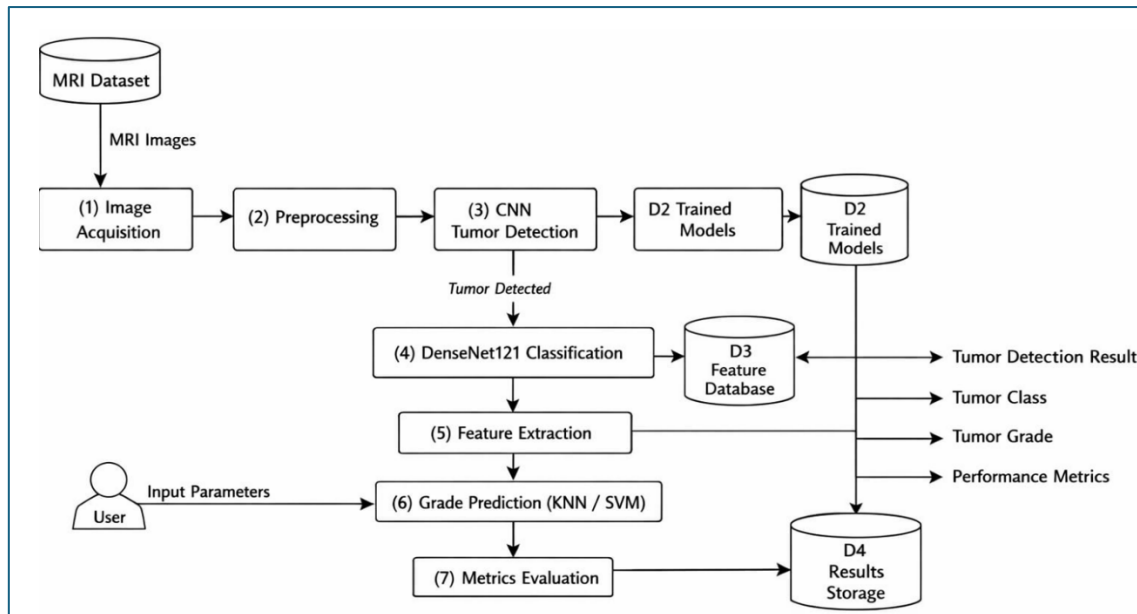 MRI Dataset
MRI Images
(1) Image
Acquisition
(2) Preprocessing
(3) CNN
Tumor Detection
D2 Trained
Models
D2
Trained
Models
Tumor Detected
(4) DenseNet121 Classification
D3
Feature
Database
Tumor Detection Result
Tumor Class
(5) Feature Extraction
Tumor Grade
Performance Metrics
Input Parameters
User
(6) Grade Prediction (KNN / SVM)
(7) Metrics Evaluation
D4
Results
Storage